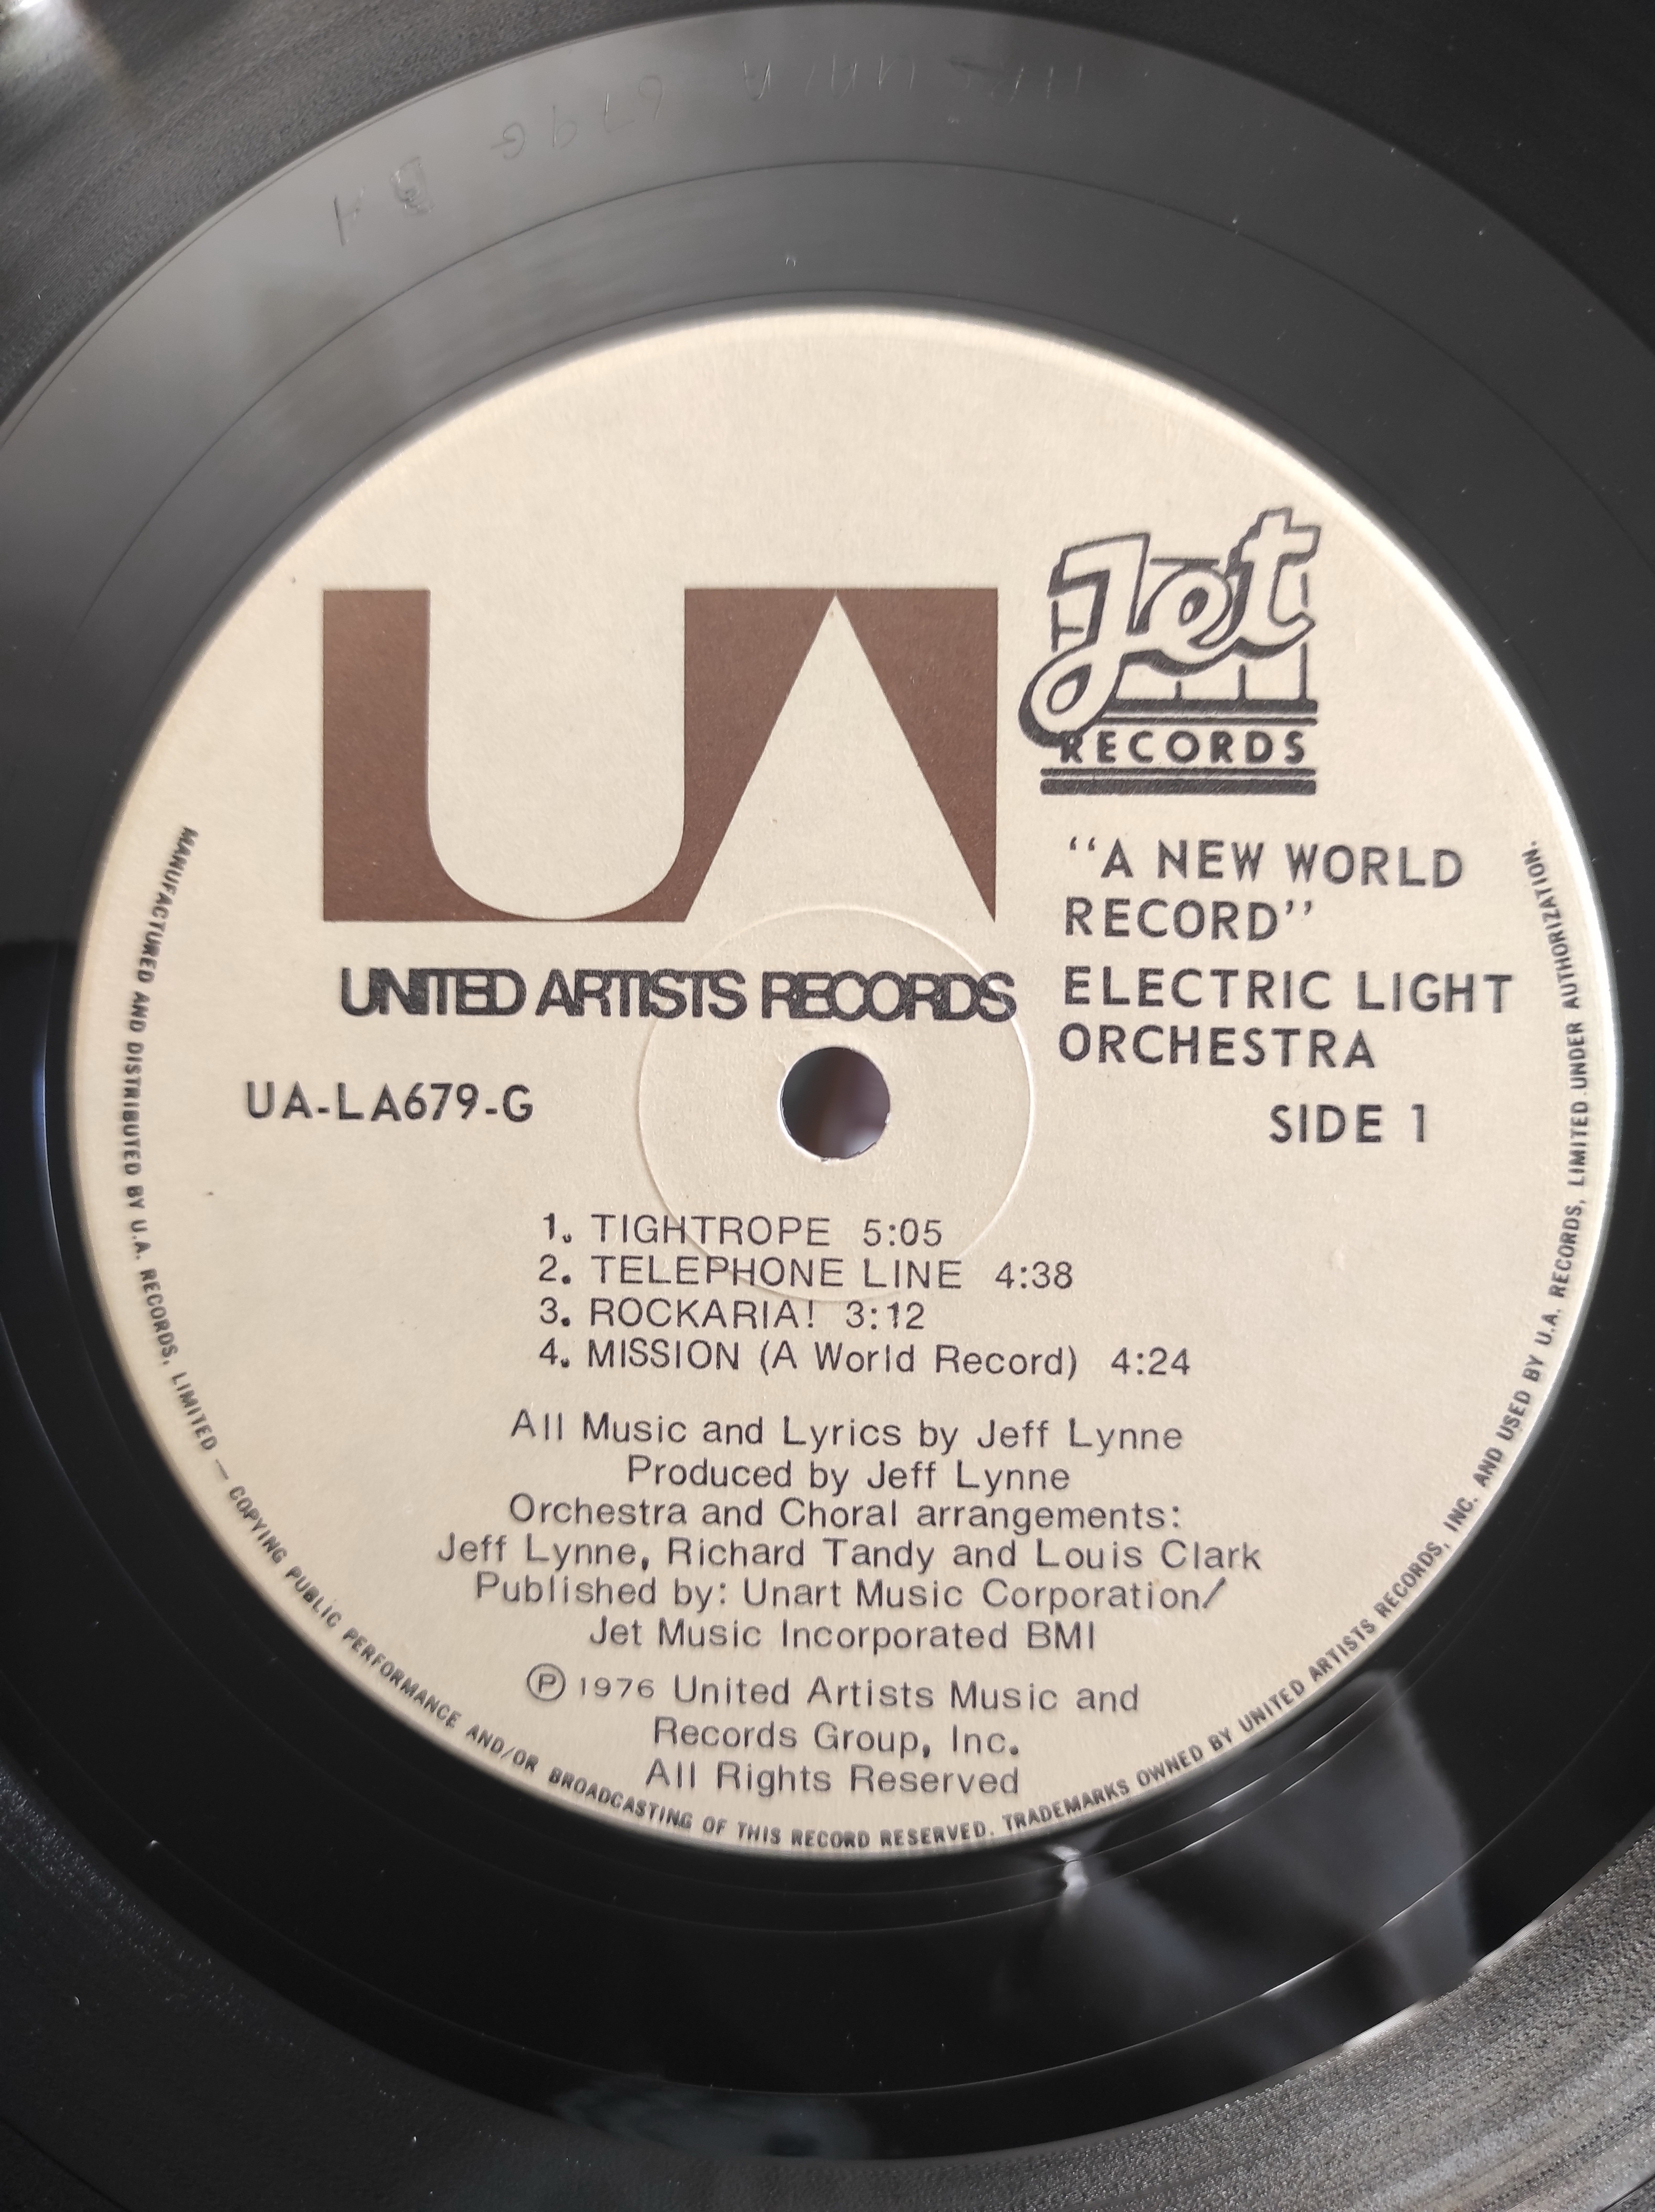 UA
Jet
RECORDS
UNITED ARTISTS RECORDS
“A NEW WORLD
RECORD”
ELECTRIC LIGHT
ORCHESTRA
UA-LA679-G
SIDE 1
1. TIGHTROPE 5:05
2. TELEPHONE LINE 4:38
3. ROCKARIA! 3:12
4. MISSION (A World Record) 4:24
All Music and Lyrics by Jeff Lynne
Produced by Jeff Lynne
Orchestra and Choral arrangements:
Jeff Lynne, Richard Tandy and Louis Clark
Published by: Unart Music Corporation/
Jet Music Incorporated BMI
Ⓟ 1976 United Artists Music and
Records Group, Inc.
All Rights Reserved
MANUFACTURED AND DISTRIBUTED BY U.A. RECORDS, LIMITED — COPYING PUBLIC PERFORMANCE AND/OR BROADCASTING OF THIS RECORD RESERVED. TRADEMARKS OWNED BY UNITED ARTISTS RECORDS, INC. AND USED BY U.A. RECORDS, LIMITED UNDER AUTHORIZATION.